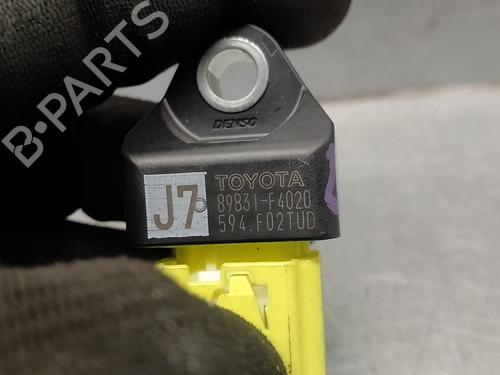 B-PARTS
DENSO
J7
TOYOTA
89831-F4020
594.F02TUD